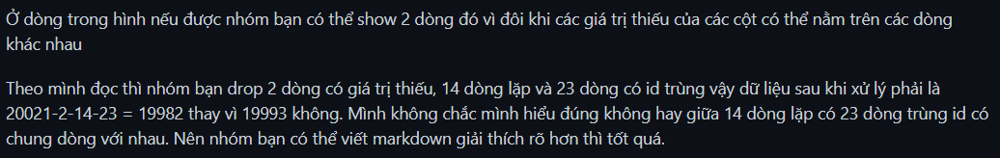 Ở dòng trong hình nếu được nhóm bạn có thể show 2 dòng đó vì đôi khi các giá trị thiếu của các cột có thể nằm trên các dòng
khác nhau
Theo mình đọc thì nhóm bạn drop 2 dòng có giá trị thiếu, 14 dòng lặp và 23 dòng có id trùng vậy dữ liệu sau khi xử lý phải là
20021-2-14-23 = 19982 thay vì 19993 không. Mình không chắc mình hiểu đúng không hay giữa 14 dòng lặp có 23 dòng trùng id có
chung dòng với nhau. Nên nhóm bạn có thể viết markdown giải thích rõ hơn thì tốt quá.